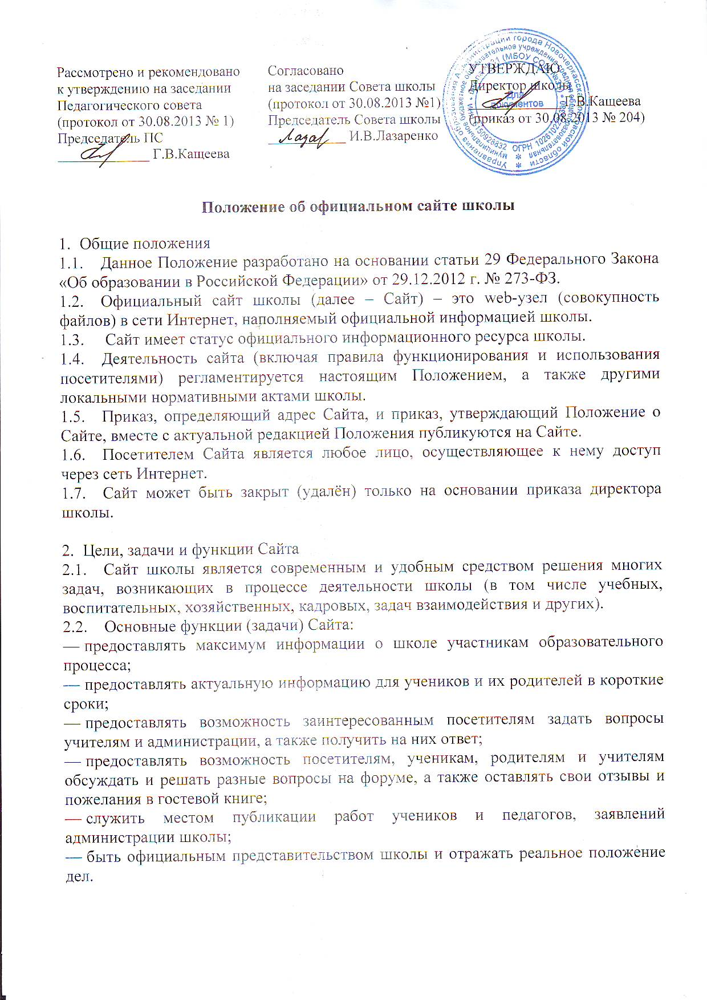 Рассмотрено и рекомендовано
к утверждению на заседании
Педагогического совета
(протокол от 30.08.2013 № 1)
Председатель ПС
____________ Г.В.Кащеева
Согласовано
на заседании Совета школы
(протокол от 30.08.2013 №1)
Председатель Совета школы
__________ И.В.Лазаренко
УТВЕРЖДАЮ
Директор школы
____________ Г.В.Кащеева
(приказ от 30.08.2013 № 204)
Для
документов
Положение об официальном сайте школы
1. Общие положения
1.1. Данное Положение разработано на основании статьи 29 Федерального Закона
«Об образовании в Российской Федерации» от 29.12.2012 г. № 273-ФЗ.
1.2. Официальный сайт школы (далее – Сайт) – это web-узел (совокупность
файлов) в сети Интернет, наполняемый официальной информацией школы.
1.3. Сайт имеет статус официального информационного ресурса школы.
1.4. Деятельность сайта (включая правила функционирования и использования
посетителями) регламентируется настоящим Положением, а также другими
локальными нормативными актами школы.
1.5. Приказ, определяющий адрес Сайта, и приказ, утверждающий Положение о
Сайте, вместе с актуальной редакцией Положения публикуются на Сайте.
1.6. Посетителем Сайта является любое лицо, осуществляющее к нему доступ
через сеть Интернет.
1.7. Сайт может быть закрыт (удалён) только на основании приказа директора
школы.
2. Цели, задачи и функции Сайта
2.1. Сайт школы является современным и удобным средством решения многих
задач, возникающих в процессе деятельности школы (в том числе учебных,
воспитательных, хозяйственных, кадровых, задач взаимодействия и других).
2.2. Основные функции (задачи) Сайта:
— предоставлять максимум информации о школе участникам образовательного
процесса;
— предоставлять актуальную информацию для учеников и их родителей в короткие
сроки;
— предоставлять возможность заинтересованным посетителям задать вопросы
учителям и администрации, а также получить на них ответ;
— предоставлять возможность посетителям, ученикам, родителям и учителям
обсуждать и решать разные вопросы на форуме, а также оставлять свои отзывы и
пожелания в гостевой книге;
— служить местом публикации работ учеников и педагогов, заявлений
администрации школы;
— быть официальным представительством школы и отражать реальное положение
дел.